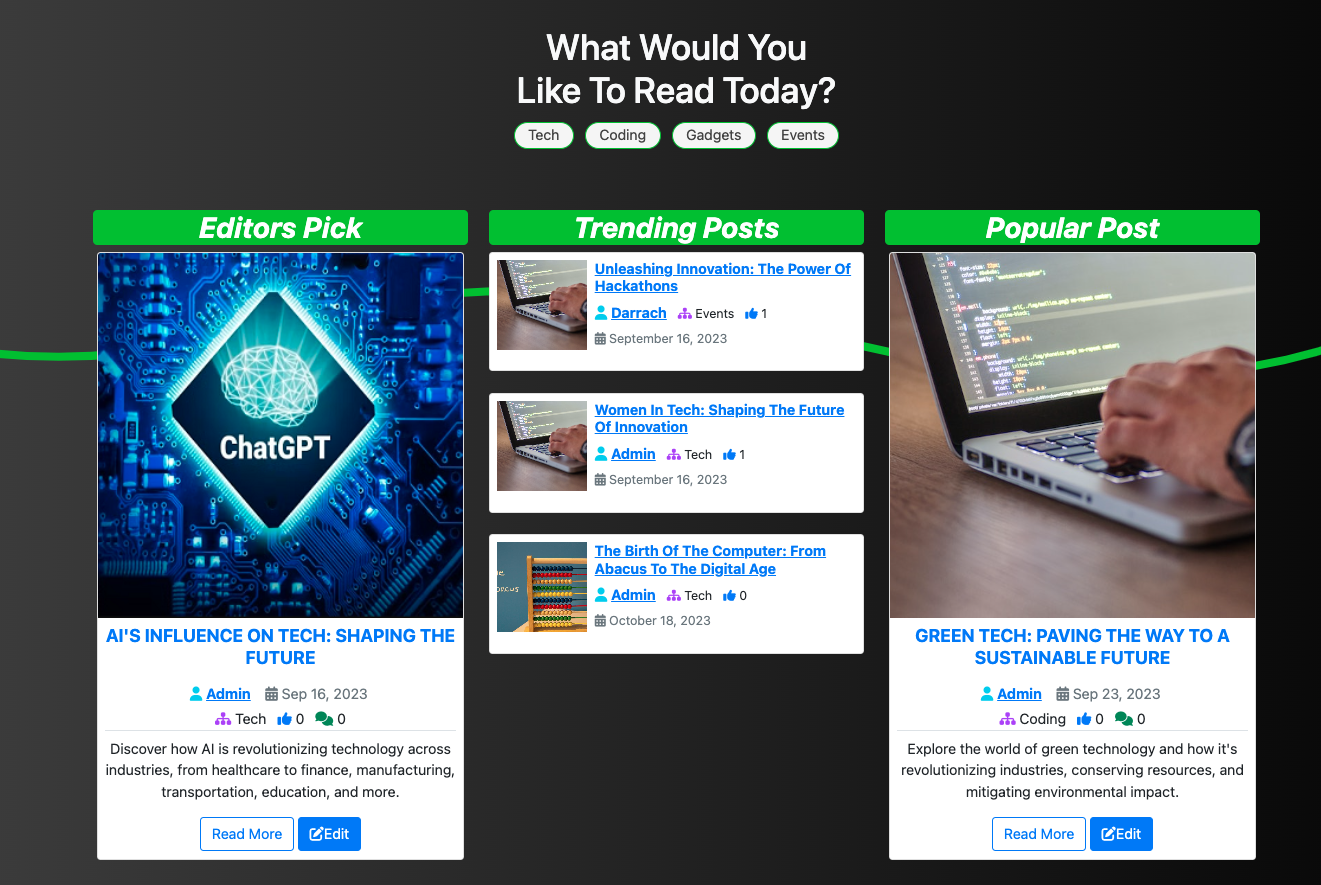 What Would You
Like To Read Today?
Tech Coding Gadgets Events
Editors Pick
ChatGPT
AI'S INFLUENCE ON TECH: SHAPING THE
FUTURE
Admin Sep 16, 2023
Tech 0 0
Discover how AI is revolutionizing technology across
industries, from healthcare to finance, manufacturing,
transportation, education, and more.
Read More Edit
Trending Posts
Unleashing Innovation: The Power Of
Hackathons
Darrach Events 1
September 16, 2023
Women In Tech: Shaping The Future
Of Innovation
Admin Tech 1
September 16, 2023
The Birth Of The Computer: From
Abacus To The Digital Age
Admin Tech 0
October 18, 2023
Popular Post
GREEN TECH: PAVING THE WAY TO A
SUSTAINABLE FUTURE
Admin Sep 23, 2023
Coding 0 0
Explore the world of green technology and how it's
revolutionizing industries, conserving resources, and
mitigating environmental impact.
Read More Edit